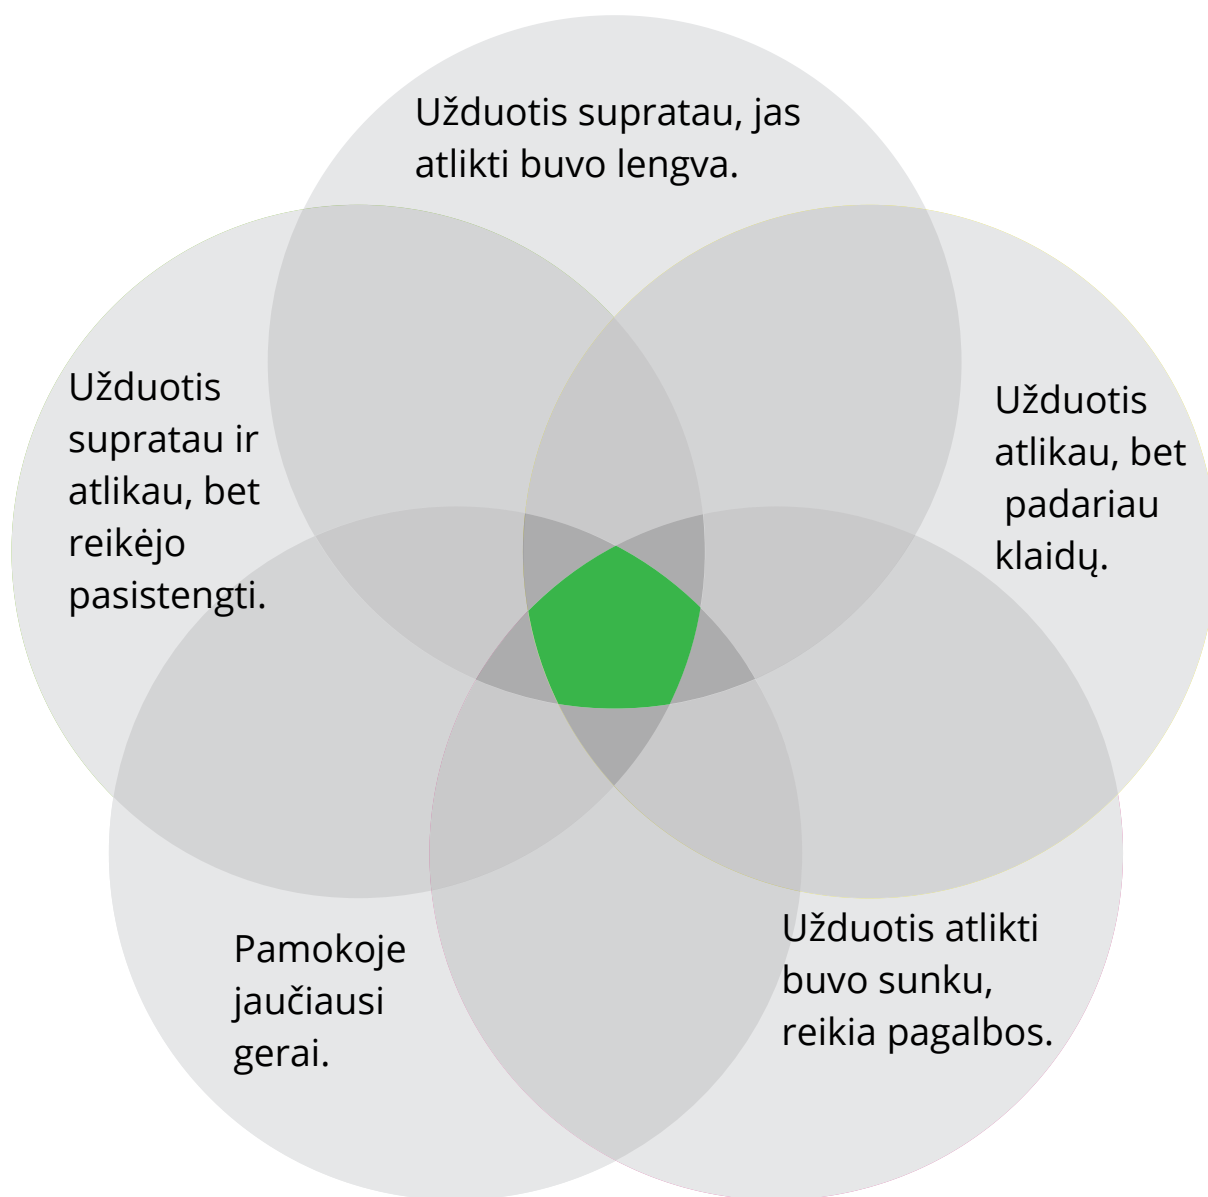 Užduotis supratau, jas
atlikti buvo lengva.
Užduotis
supratau ir
atlikau, bet
reikėjo
pasistengti.
Užduotis
atlikau, bet
padariau
klaidų.
Pamokoje
jaučiausi
gerai.
Užduotis atlikti
buvo sunku,
reikia pagalbos.